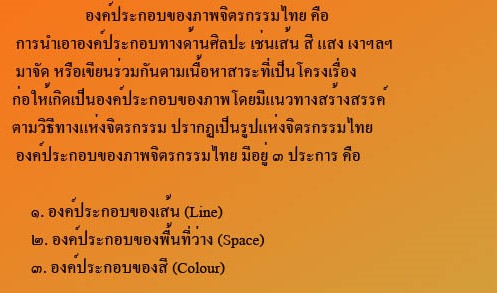 องค์ประกอบของภาพจิตรกรรมไทย คือ
การนำเอาองค์ประกอบทางด้านศิลปะ เช่นเส้น สี แสง เงาฯลฯ
มาจัด หรือเขียนร่วมกันตามเนื้อหาสาระที่เป็นโครงเรื่อง
ก่อให้เกิดเป็นองค์ประกอบของภาพโดยมีแนวทางสร้างสรรค์
ตามวิธีทางแห่งจิตรกรรม ปรากฏเป็นรูปแห่งจิตรกรรมไทย
องค์ประกอบของภาพจิตรกรรมไทย มีอยู่ ๓ ประการ คือ
๑. องค์ประกอบของเส้น (Line)
๒. องค์ประกอบของพื้นที่ว่าง (Space)
๓. องค์ประกอบของสี (Colour)